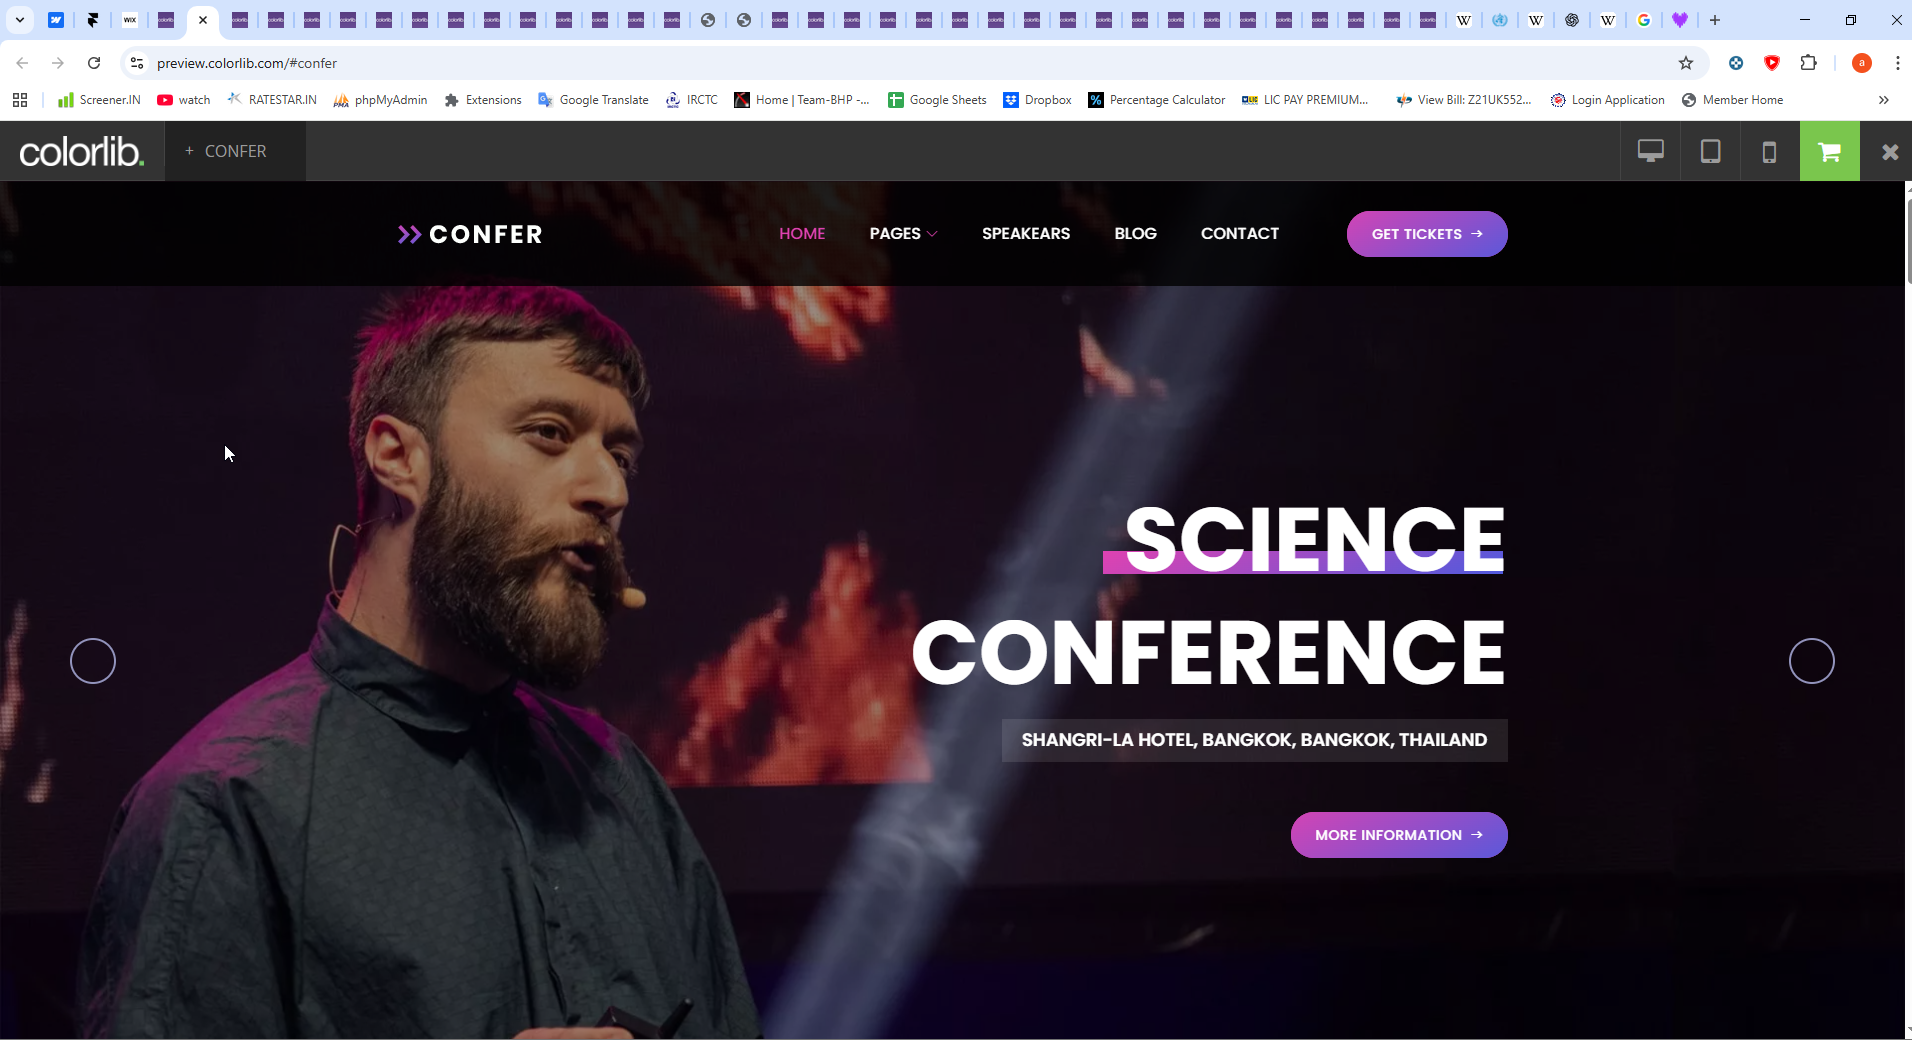 preview.colorlib.com/#confer
Screener.IN watch RATESTAR.IN phpMyAdmin Extensions Google Translate IRCTC Home | Team-BHP -... Google Sheets Dropbox Percentage Calculator LIC PAY PREMIUM... View Bill: Z21UK552... Login Application Member Home
colorlib. + CONFER
CONFER HOME PAGES SPEAKEARS BLOG CONTACT GET TICKETS
SCIENCE
CONFERENCE
SHANGRI-LA HOTEL, BANGKOK, BANGKOK, THAILAND
MORE INFORMATION